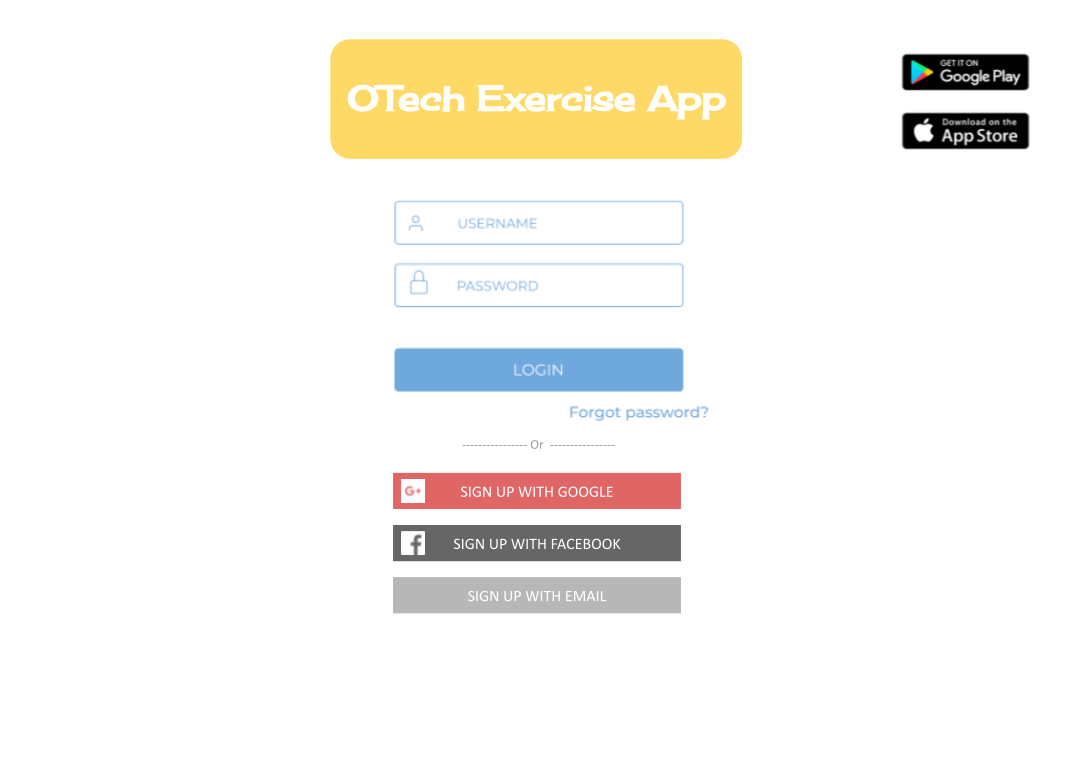 OTech Exercise App
GET IT ON
Google Play
Download on the
App Store
USERNAME
PASSWORD
LOGIN
Forgot password?
---------------- Or ----------------
G+ SIGN UP WITH GOOGLE
f SIGN UP WITH FACEBOOK
SIGN UP WITH EMAIL